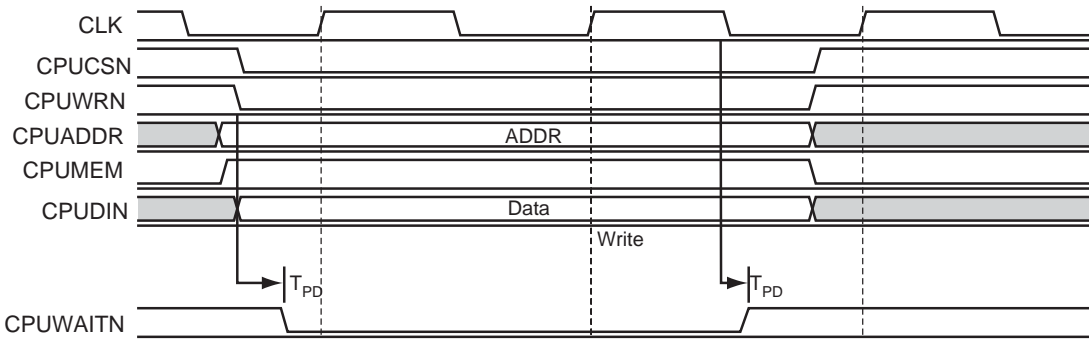 CLK
CPUCSN
CPUWRN
CPUADDR ADDR
CPUMEM
CPUDIN Data
Write
TPD TPD
CPUWAITN